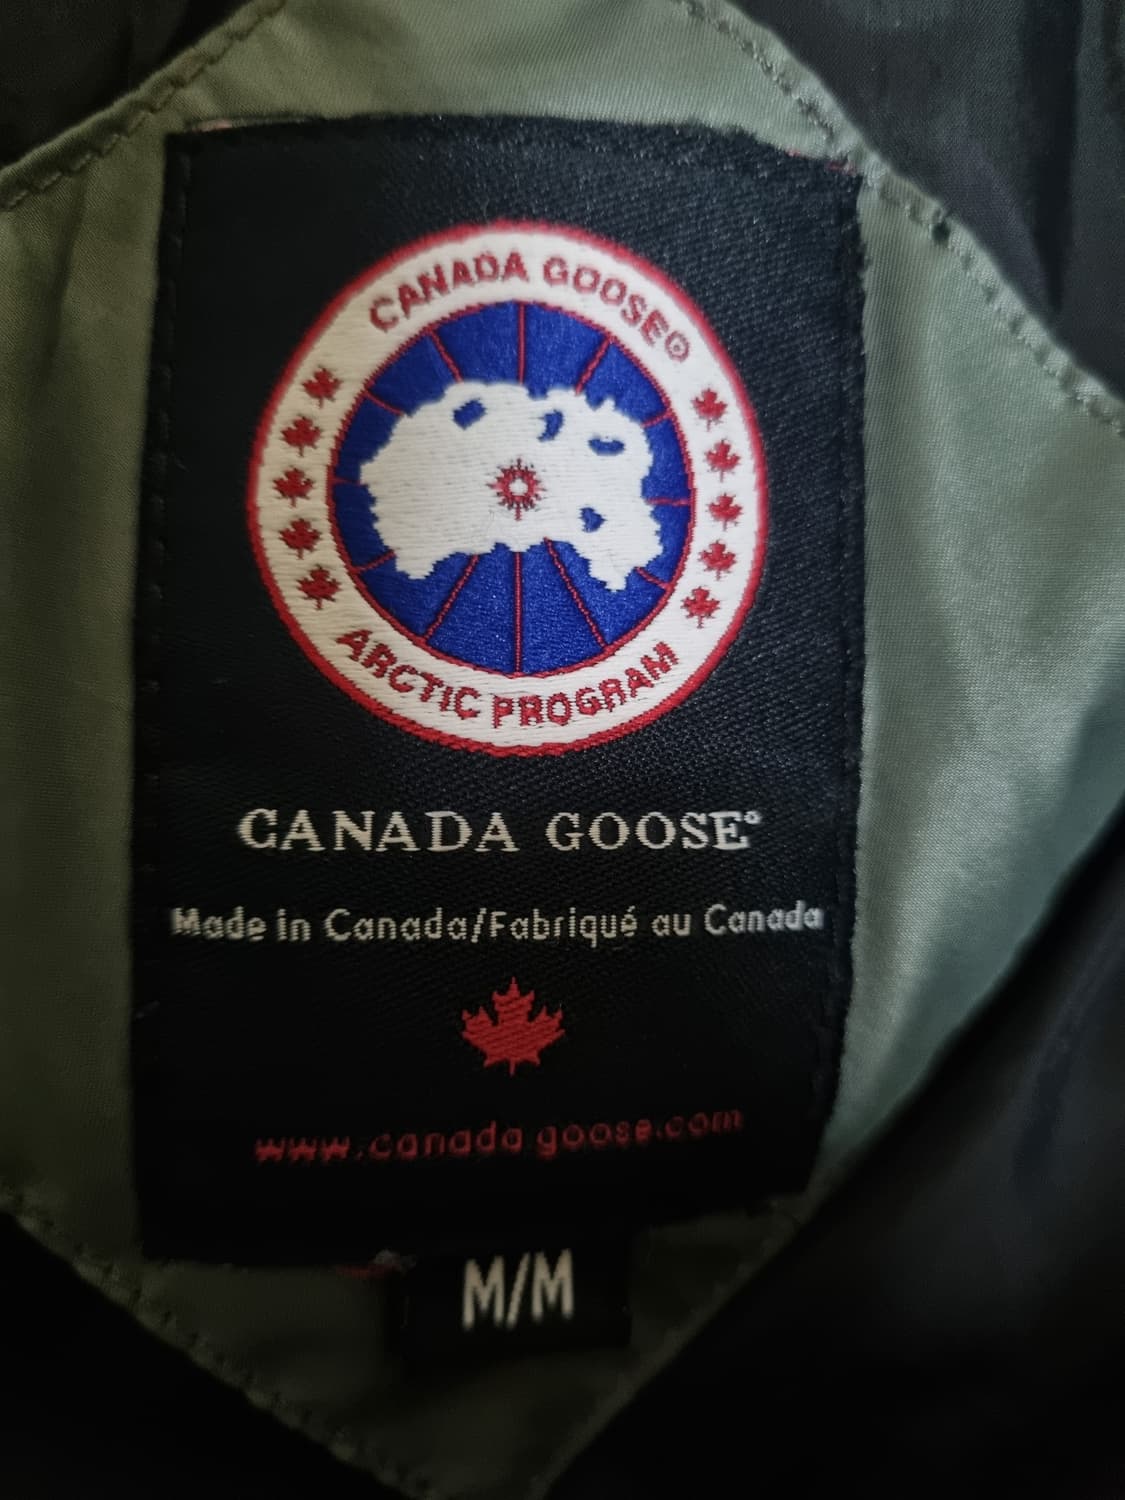 CANADA GOOSE®
ARCTIC PROGRAM
CANADA GOOSE®
Made in Canada/Fabriqué au Canada
www.canada goose.com
M/M